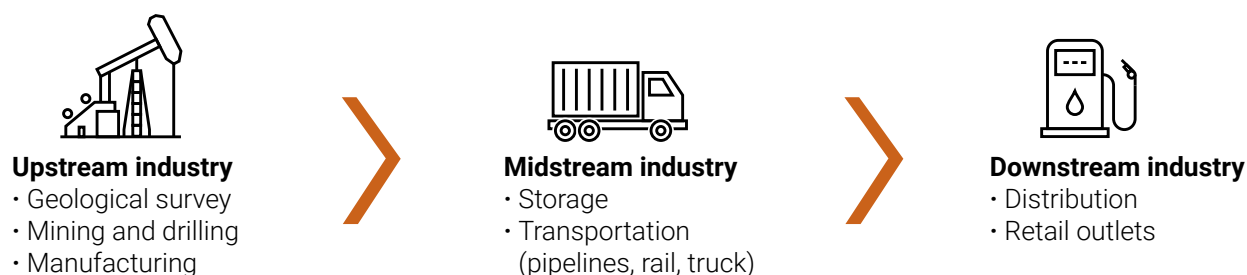 Upstream industry
· Geological survey
· Mining and drilling
· Manufacturing
Midstream industry
· Storage
· Transportation
(pipelines, rail, truck)
Downstream industry
· Distribution
· Retail outlets